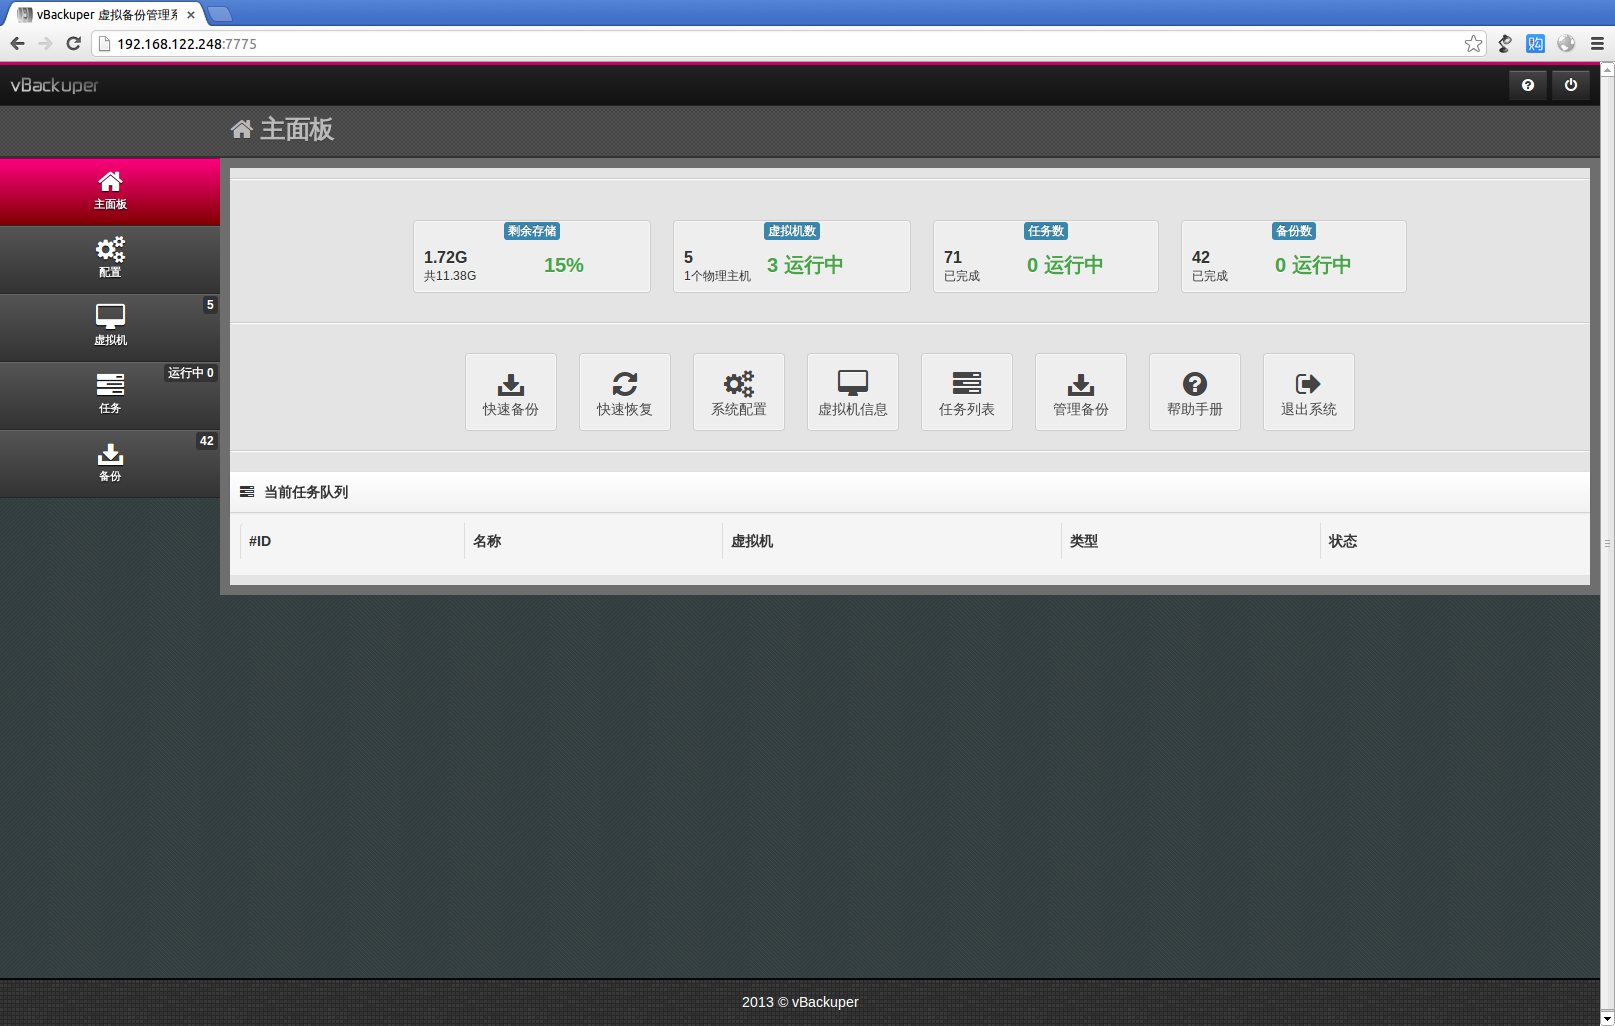 vBackuper 虚拟备份管理系
192.168.122.248:7775
购
vBackuper
主面板
主面板
配置
5
虚拟机
运行中 0
任务
42
备份
剩余存储
1.72G
共11.38G
15%
虚拟机数
5
1个物理主机
3 运行中
任务数
71
已完成
0 运行中
备份数
42
已完成
0 运行中
快速备份
快速恢复
系统配置
虚拟机信息
任务列表
管理备份
帮助手册
退出系统
当前任务队列
#ID 名称 虚拟机 类型 状态
2013 © vBackuper